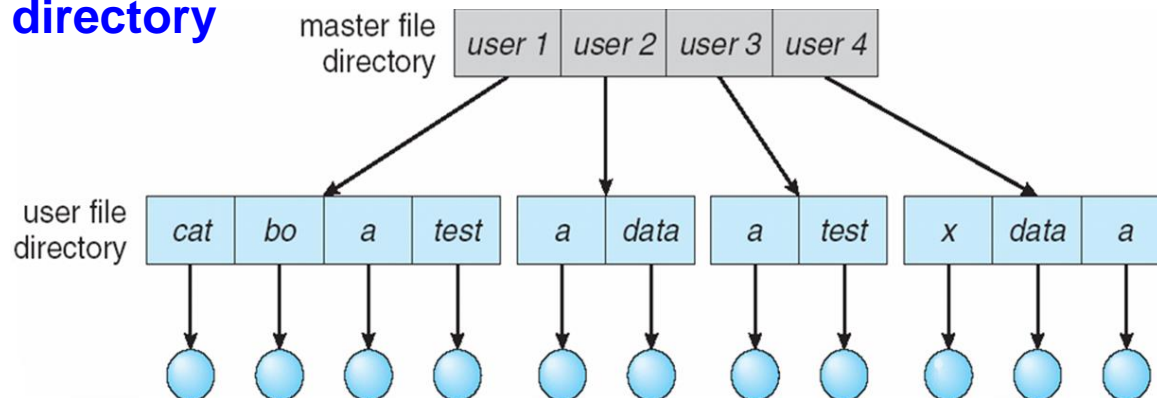 directory
master file
directory
user 1 user 2 user 3 user 4
user file
directory
cat bo a test a data a test x data a